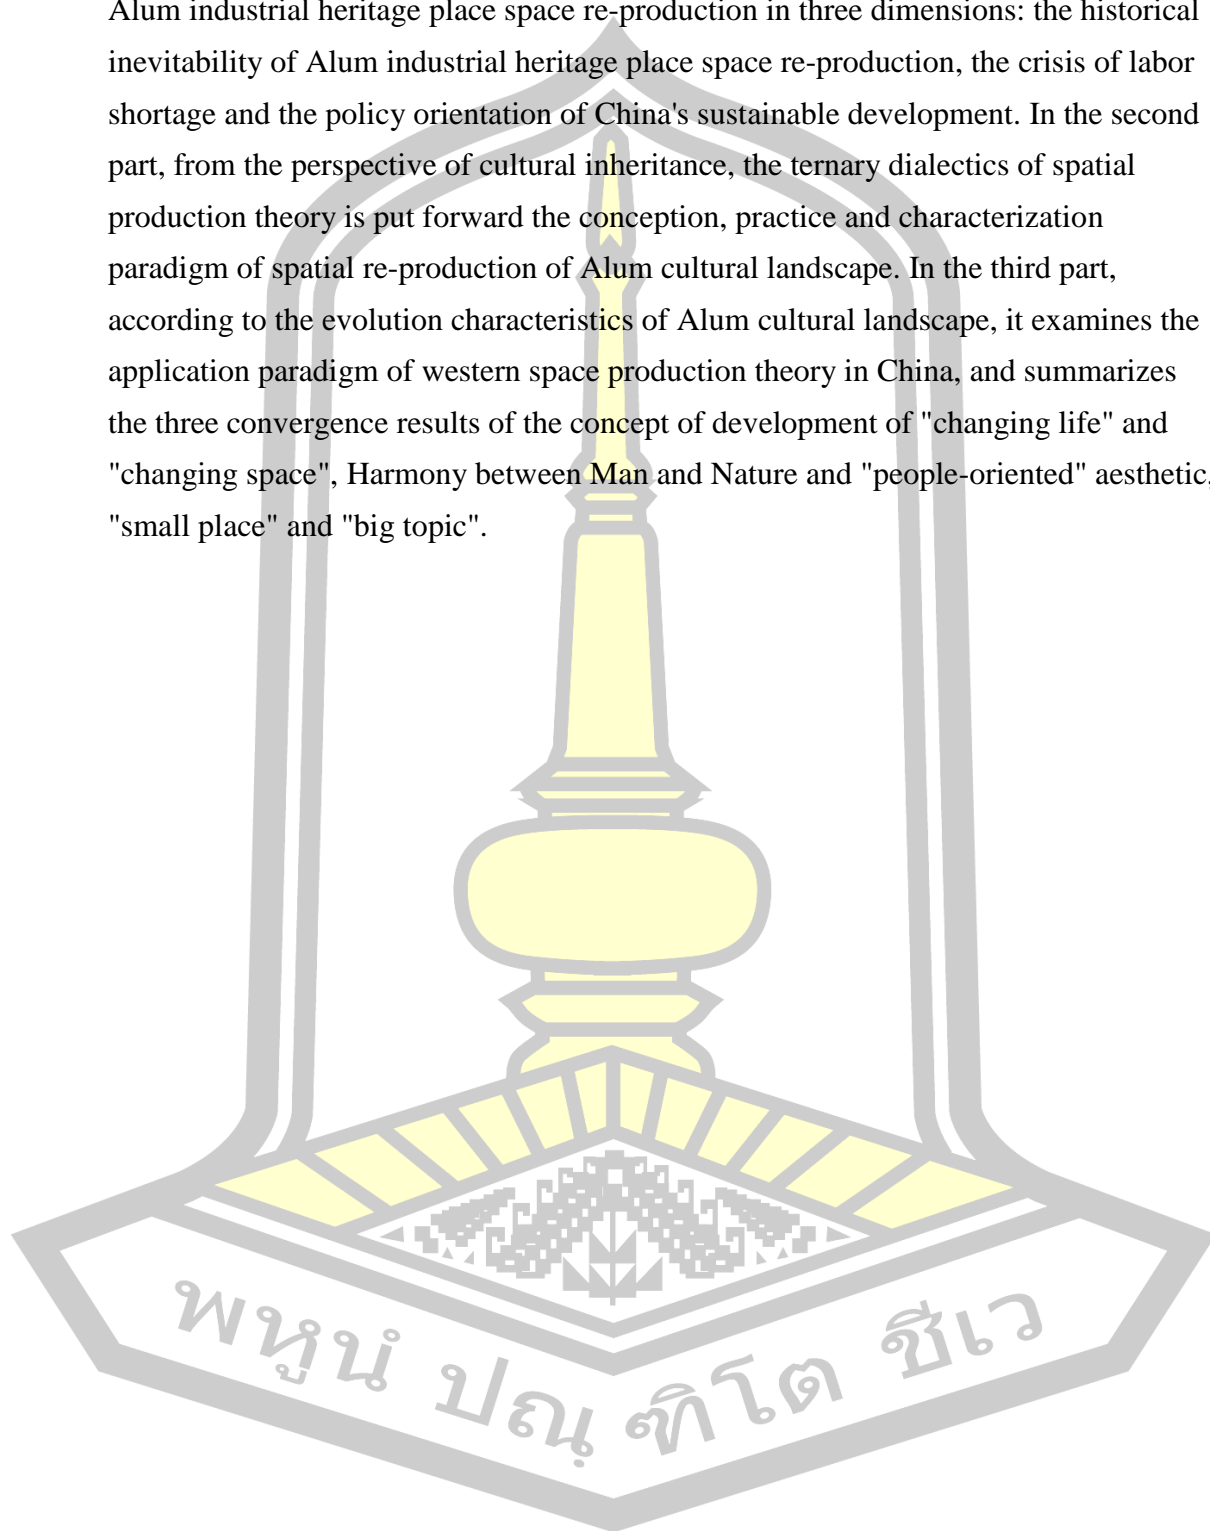 Alum industrial heritage place space re-production in three dimensions: the historical
inevitability of Alum industrial heritage place space re-production, the crisis of labor
shortage and the policy orientation of China's sustainable development. In the second
part, from the perspective of cultural inheritance, the ternary dialectics of spatial
production theory is put forward the conception, practice and characterization
paradigm of spatial re-production of Alum cultural landscape. In the third part,
according to the evolution characteristics of Alum cultural landscape, it examines the
application paradigm of western space production theory in China, and summarizes
the three convergence results of the concept of development of "changing life" and
"changing space", Harmony between Man and Nature and "people-oriented" aesthetic,
"small place" and "big topic".
พหูนํ ปณฺฑิโต ชีเว